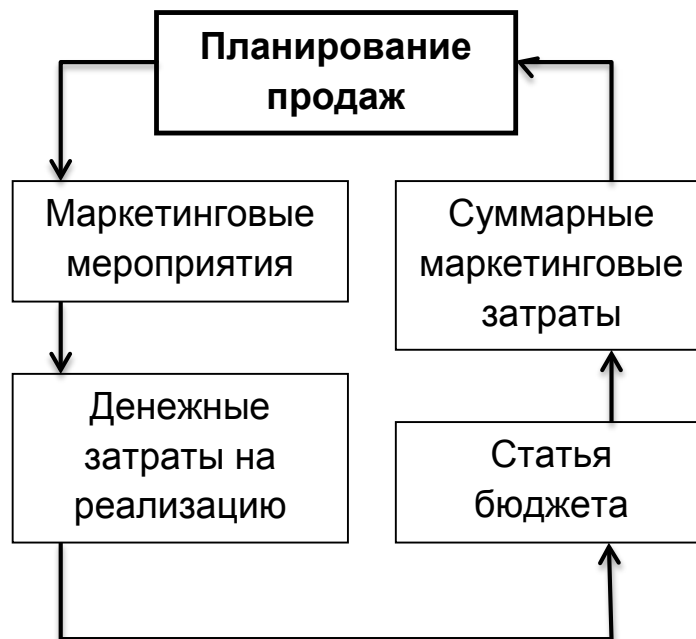 Планирование
продаж
Маркетинговые
мероприятия
Денежные
затраты на
реализацию
Статья
бюджета
Суммарные
маркетинговые
затраты